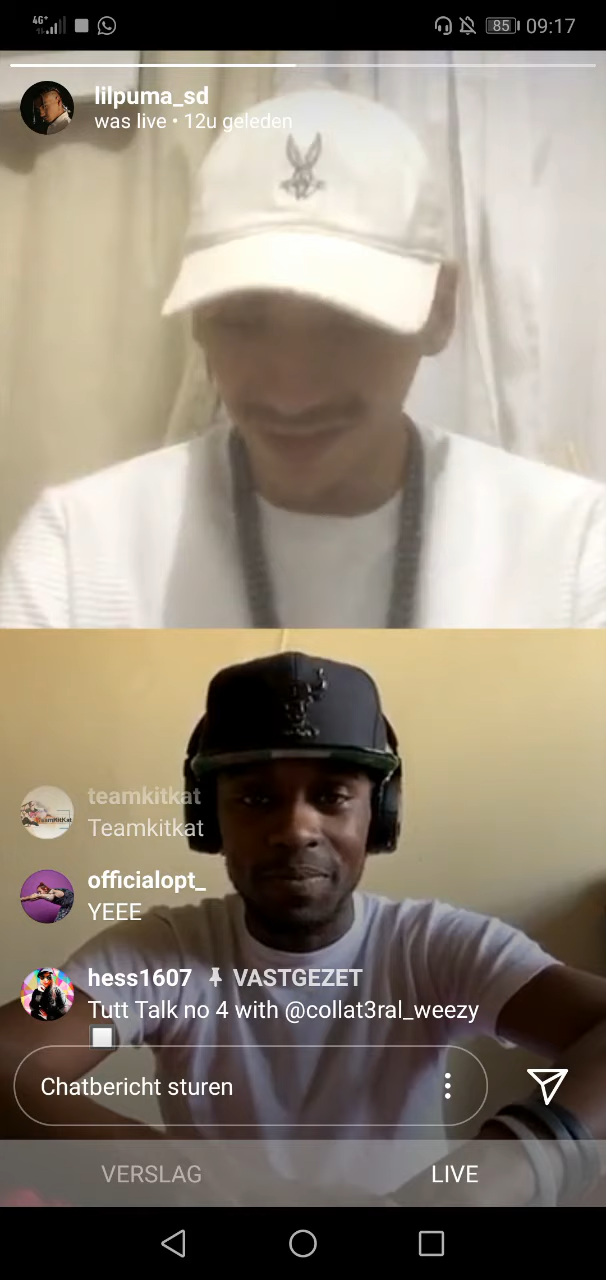 4G+
85
09:17
lilpuma_sd
was live • 12u geleden
teamkitkat
Teamkitkat
officialopt_
YEEE
hess1607 VASTGEZET
Tutt Talk no 4 with @collat3ral_weezy
Chatbericht sturen
VERSLAG
LIVE